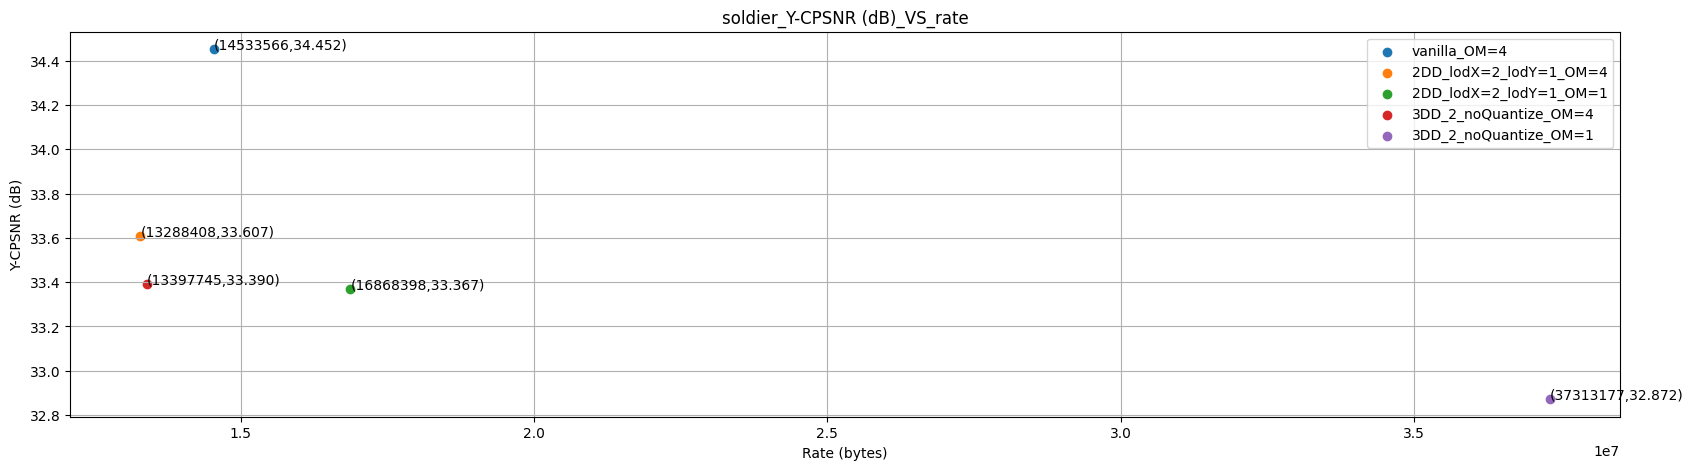 soldier_Y-CPSNR (dB)_VS_rate
(14533566,34.452)
(13288408,33.607)
(13397745,33.390)
(16868398,33.367)
(37313177,32.872)
vanilla_OM=4
2DD_lodX=2_lodY=1_OM=4
2DD_lodX=2_lodY=1_OM=1
3DD_2_noQuantize_OM=4
3DD_2_noQuantize_OM=1
Y-CPSNR (dB)
34.4
34.2
34.0
33.8
33.6
33.4
33.2
33.0
32.8
1.5 2.0 2.5 3.0 3.5
Rate (bytes)
1e7